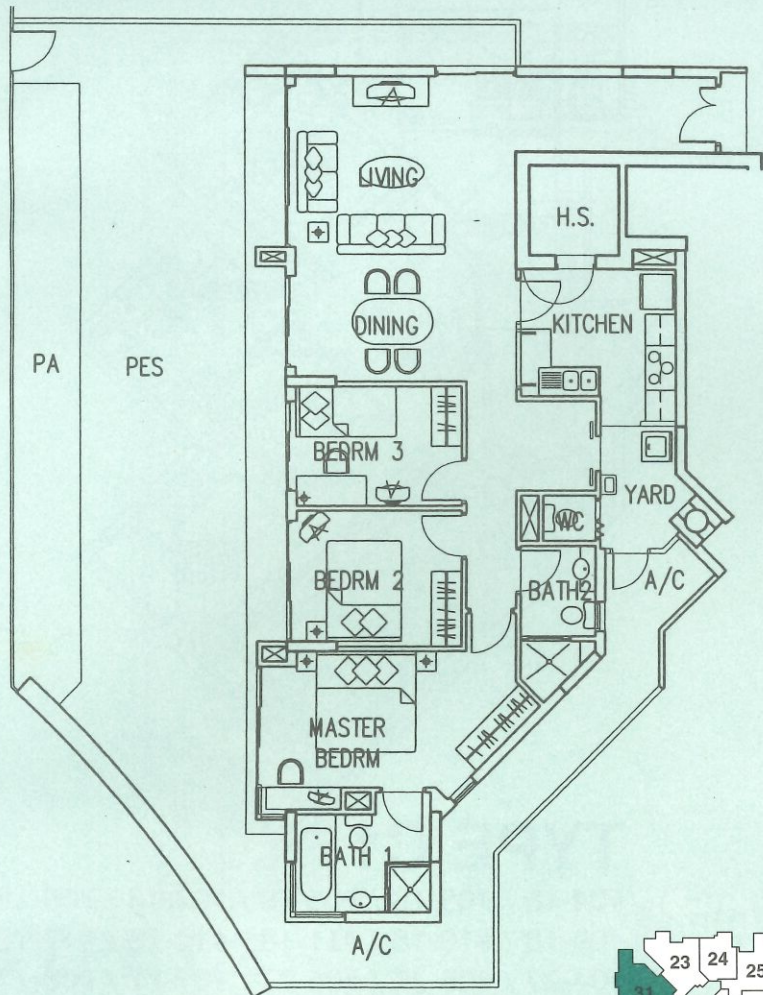 LIVING
H.S.
DINING
KITCHEN
PA
PES
BEDRM 3
YARD
WC
BEDRM 2
BATH2
A/C
MASTER
BEDRM
BATH 1
A/C
23
24
25
31